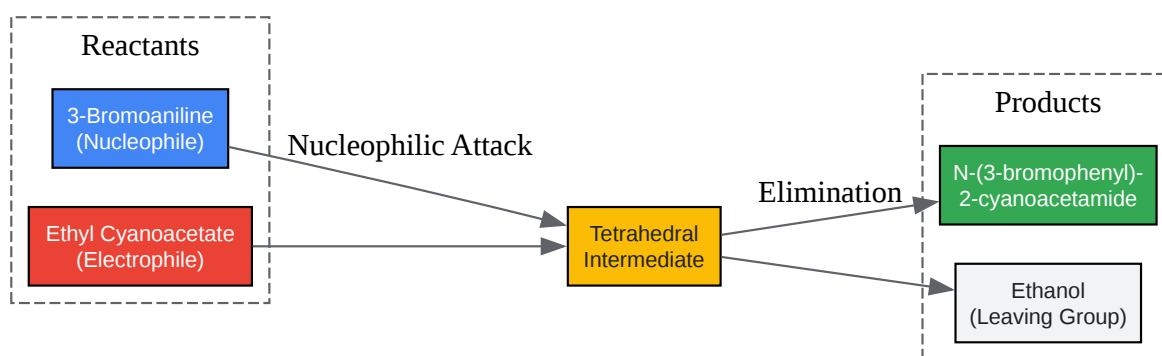 Reactants
3-Bromoaniline
(Nucleophile)
Ethyl Cyanoacetate
(Electrophile)
Nucleophilic Attack
Tetrahedral
Intermediate
Elimination
Products
N-(3-bromophenyl)-
2-cyanoacetamide
Ethanol
(Leaving Group)